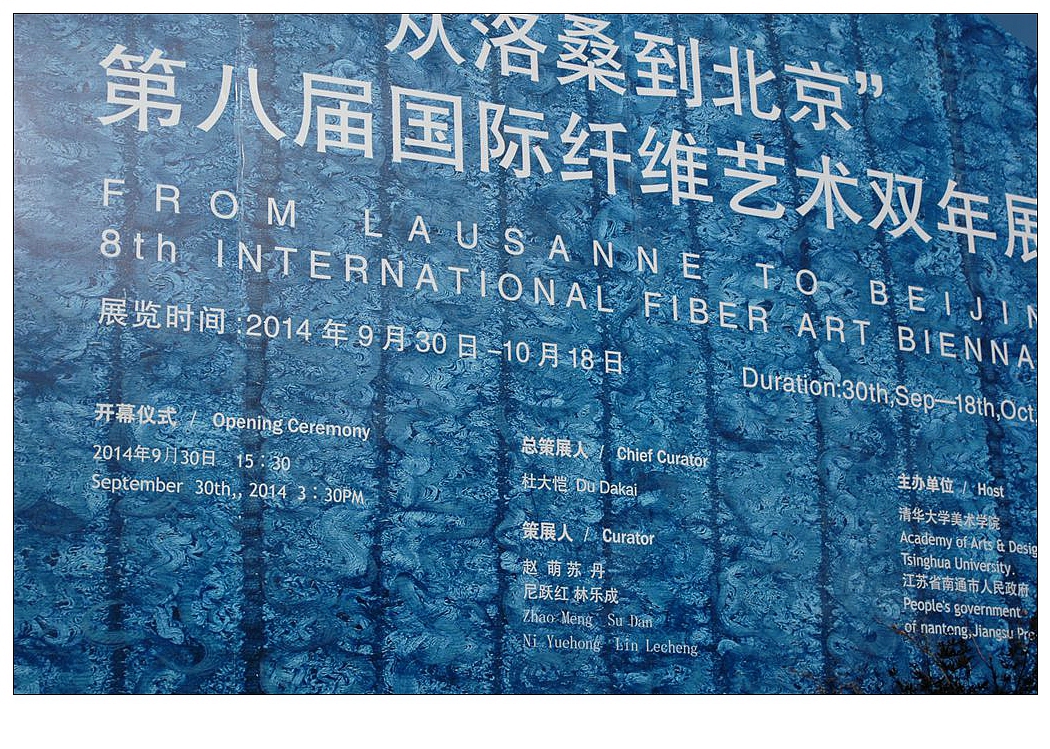 从洛桑到北京”
第八届国际纤维艺术双年展
FROM LAUSANNE TO BEIJIN
8th INTERNATIONAL FIBER ART BIENNA
展览时间 :2014 年 9 月 30 日 -10 月 18 日
Duration:30th,Sep—18th,Oct.
开幕仪式 / Opening Ceremony
2014年9月30日 15：30
September 30th,, 2014 3：30PM
总策展人 / Chief Curator
杜大恺 Du Dakai
策展人 / Curator
赵 萌 苏 丹
尼跃红 林乐成
Zhao Meng Su Dan
Ni Yuehong Lin Lecheng
主办单位 / Host
清华大学美术学院
Academy of Arts & Desig
Tsinghua University.
江苏省南通市人民政府
People's government
of nantong,Jiangsu Pro